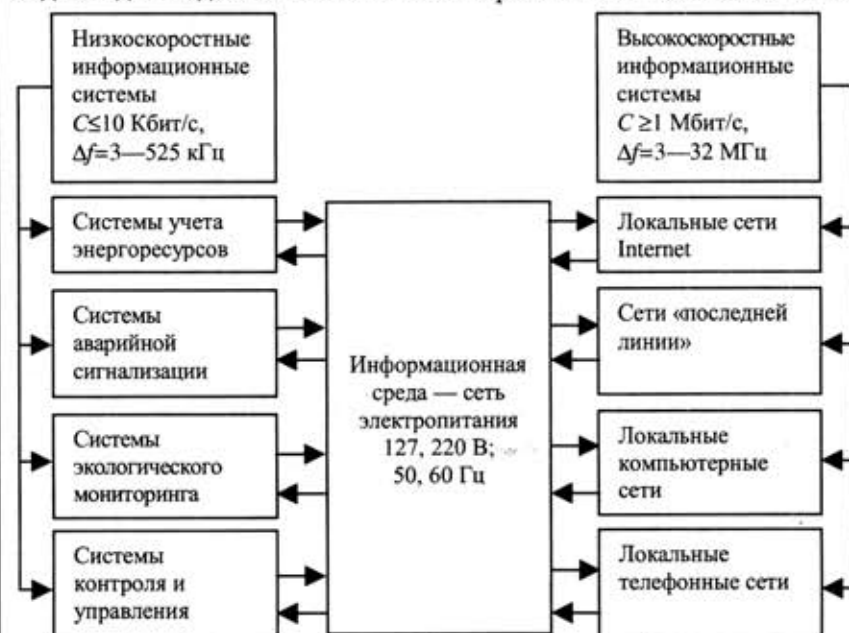 Низкоскоростные
информационные
системы
C≤10 Кбит/с,
Δf=3—525 кГц
Системы учета
энергоресурсов
Системы
аварийной
сигнализации
Системы
экологического
мониторинга
Системы
контроля и
управления
Информационная
среда — сеть
электропитания
127, 220 В;
50, 60 Гц
Высокоскоростные
информационные
системы
C ≥1 Мбит/с,
Δf=3—32 МГц
Локальные сети
Internet
Сети «последней
линии»
Локальные
компьютерные
сети
Локальные
телефонные сети